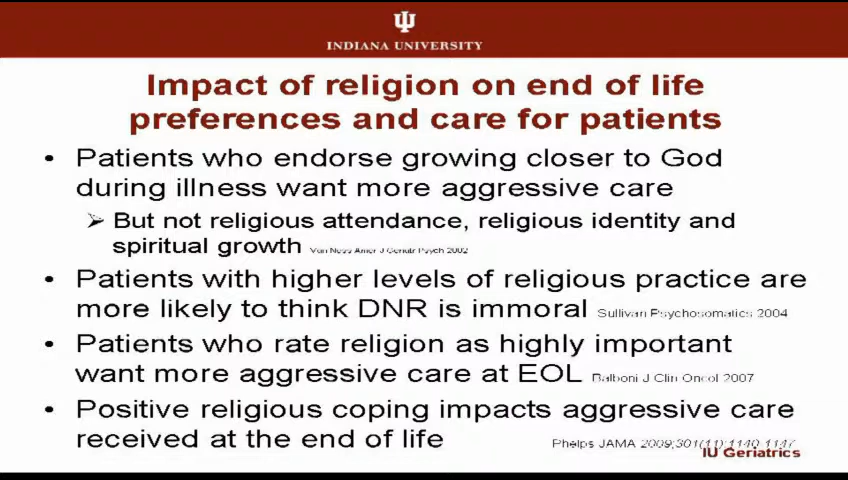 INDIANA UNIVERSITY
Impact of religion on end of life
preferences and care for patients
• Patients who endorse growing closer to God
during illness want more aggressive care
➢ But not religious attendance, religious identity and
spiritual growth Van Ness Amer J Geriatr Psych 2002
• Patients with higher levels of religious practice are
more likely to think DNR is immoral Sullivan Psychosomatics 2004
• Patients who rate religion as highly important
want more aggressive care at EOL Balboni J Clin Oncol 2007
• Positive religious coping impacts aggressive care
received at the end of life Phelps JAMA 2009;301(11):1140-1147
IU Geriatrics